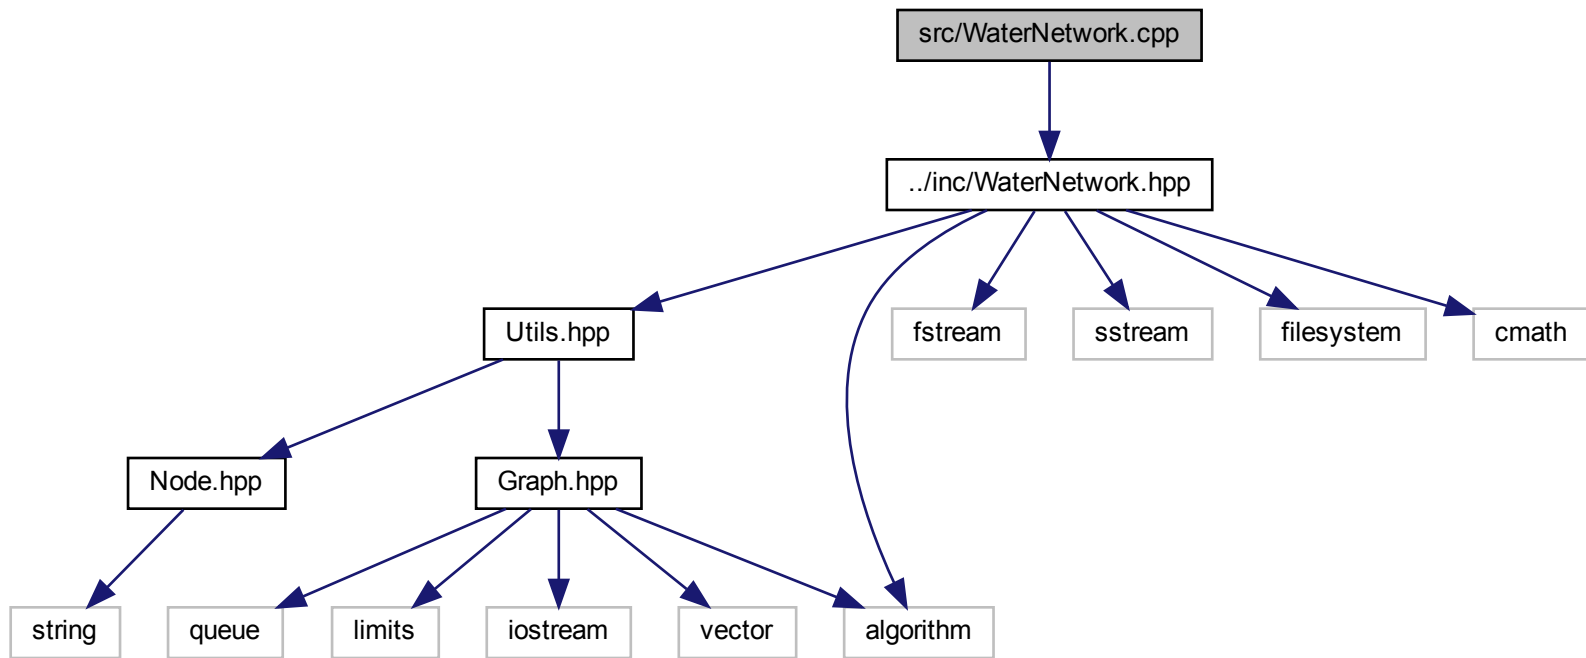 src/WaterNetwork.cpp
../inc/WaterNetwork.hpp
Utils.hpp
fstream
sstream
filesystem
cmath
Node.hpp
Graph.hpp
string
queue
limits
iostream
vector
algorithm